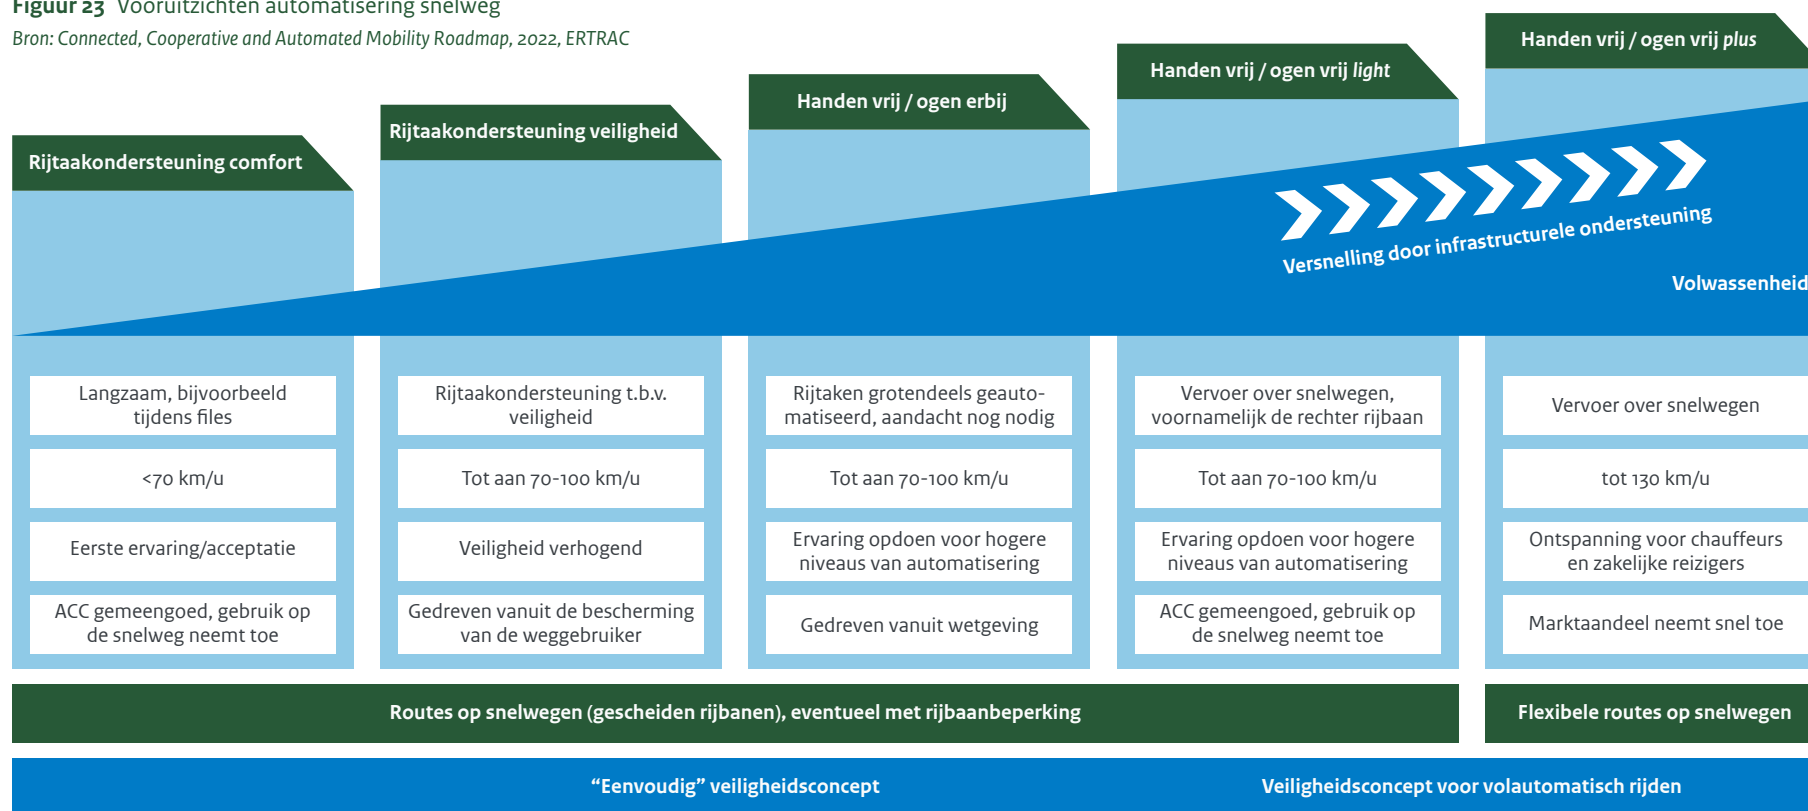 Figuur 23 Vooruitzichten automatisering snelweg
Bron: Connected, Cooperative and Automated Mobility Roadmap, 2022, ERTRAC
Rijtaakondersteuning comfort
Rijtaakondersteuning veiligheid
Handen vrij / ogen erbij
Handen vrij / ogen vrij light
Handen vrij / ogen vrij plus
Versnelling door infrastructurele ondersteuning
Volwassenheid
Langzaam, bijvoorbeeld
tijdens files
<70 km/u
Eerste ervaring/acceptatie
ACC gemeengoed, gebruik op
de snelweg neemt toe
Rijtaakondersteuning t.b.v.
veiligheid
Tot aan 70-100 km/u
Veiligheid verhogend
Gedreven vanuit de bescherming
van de weggebruiker
Rijtaken grotendeels geauto-
matiseerd, aandacht nog nodig
Tot aan 70-100 km/u
Ervaring opdoen voor hogere
niveaus van automatisering
Gedreven vanuit wetgeving
Vervoer over snelwegen,
voornamelijk de rechter rijbaan
Tot aan 70-100 km/u
Ervaring opdoen voor hogere
niveaus van automatisering
ACC gemeengoed, gebruik op
de snelweg neemt toe
Vervoer over snelwegen
tot 130 km/u
Ontspanning voor chauffeurs
en zakelijke reizigers
Marktaandeel neemt snel toe
Routes op snelwegen (gescheiden rijbanen), eventueel met rijbaanbeperking
Flexibele routes op snelwegen
“Eenvoudig” veiligheidsconcept
Veiligheidsconcept voor volautomatisch rijden